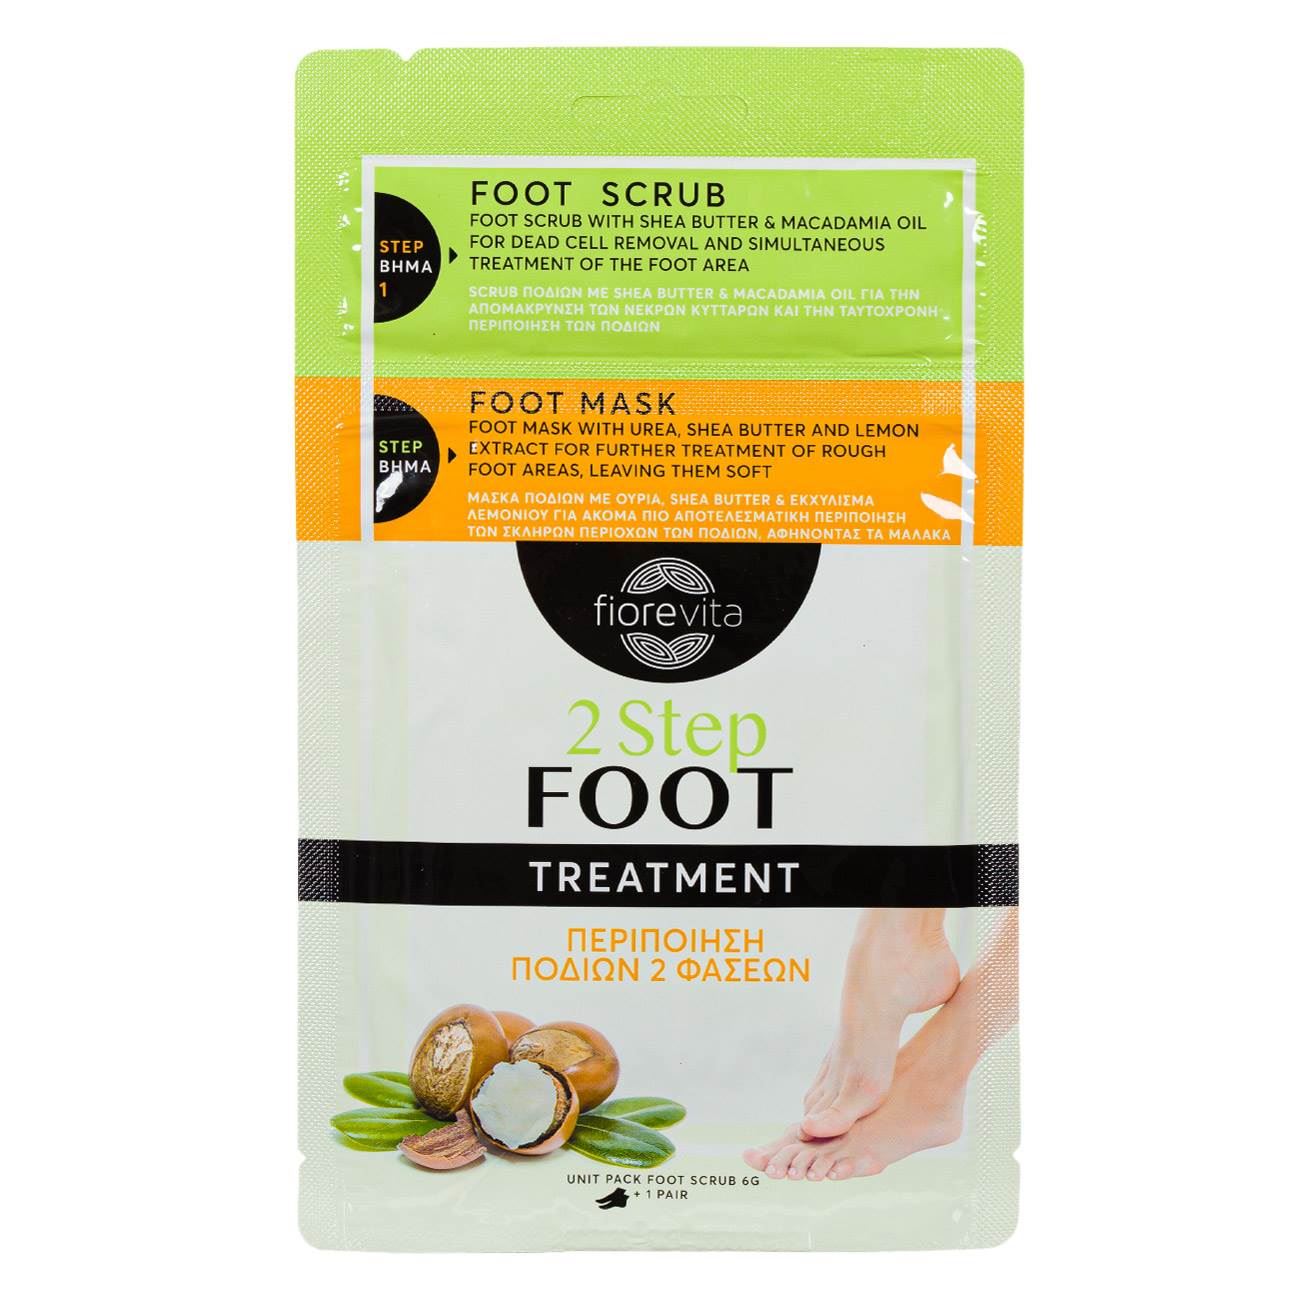 STEP
ΒΗΜΑ
1
FOOT SCRUB
FOOT SCRUB WITH SHEA BUTTER & MACADAMIA OIL
FOR DEAD CELL REMOVAL AND SIMULTANEOUS
TREATMENT OF THE FOOT AREA
SCRUB ΠΟΔΙΩΝ ΜΕ SHEA BUTTER & MACADAMIA OIL ΓΙΑ ΤΗΝ
ΑΠΟΜΑΚΡΥΝΣΗ ΤΩΝ ΝΕΚΡΩΝ ΚΥΤΤΑΡΩΝ ΚΑΙ ΤΗΝ ΤΑΥΤΟΧΡΟΝΗ
ΠΕΡΙΠΟΙΗΣΗ ΤΩΝ ΠΟΔΙΩΝ
STEP
ΒΗΜΑ
FOOT MASK
FOOT MASK WITH UREA, SHEA BUTTER AND LEMON
EXTRACT FOR FURTHER TREATMENT OF ROUGH
FOOT AREAS, LEAVING THEM SOFT
ΜΑΣΚΑ ΠΟΔΙΩΝ ΜΕ ΟΥΡΙΑ, SHEA BUTTER & ΕΚΧΥΛΙΣΜΑ
ΛΕΜΟΝΙΟΥ ΓΙΑ ΑΚΟΜΑ ΠΙΟ ΑΠΟΤΕΛΕΣΜΑΤΙΚΗ ΠΕΡΙΠΟΙΗΣΗ
ΤΩΝ ΣΚΛΗΡΩΝ ΠΕΡΙΟΧΩΝ ΤΩΝ ΠΟΔΙΩΝ, ΑΦΗΝΟΝΤΑΣ ΤΑ ΜΑΛΑΚΑ
fiorevita
2 Step
FOOT
TREATMENT
ΠΕΡΙΠΟΙΗΣΗ
ΠΟΔΙΩΝ 2 ΦΑΣΕΩΝ
UNIT PACK FOOT SCRUB 6G
+ 1 PAIR